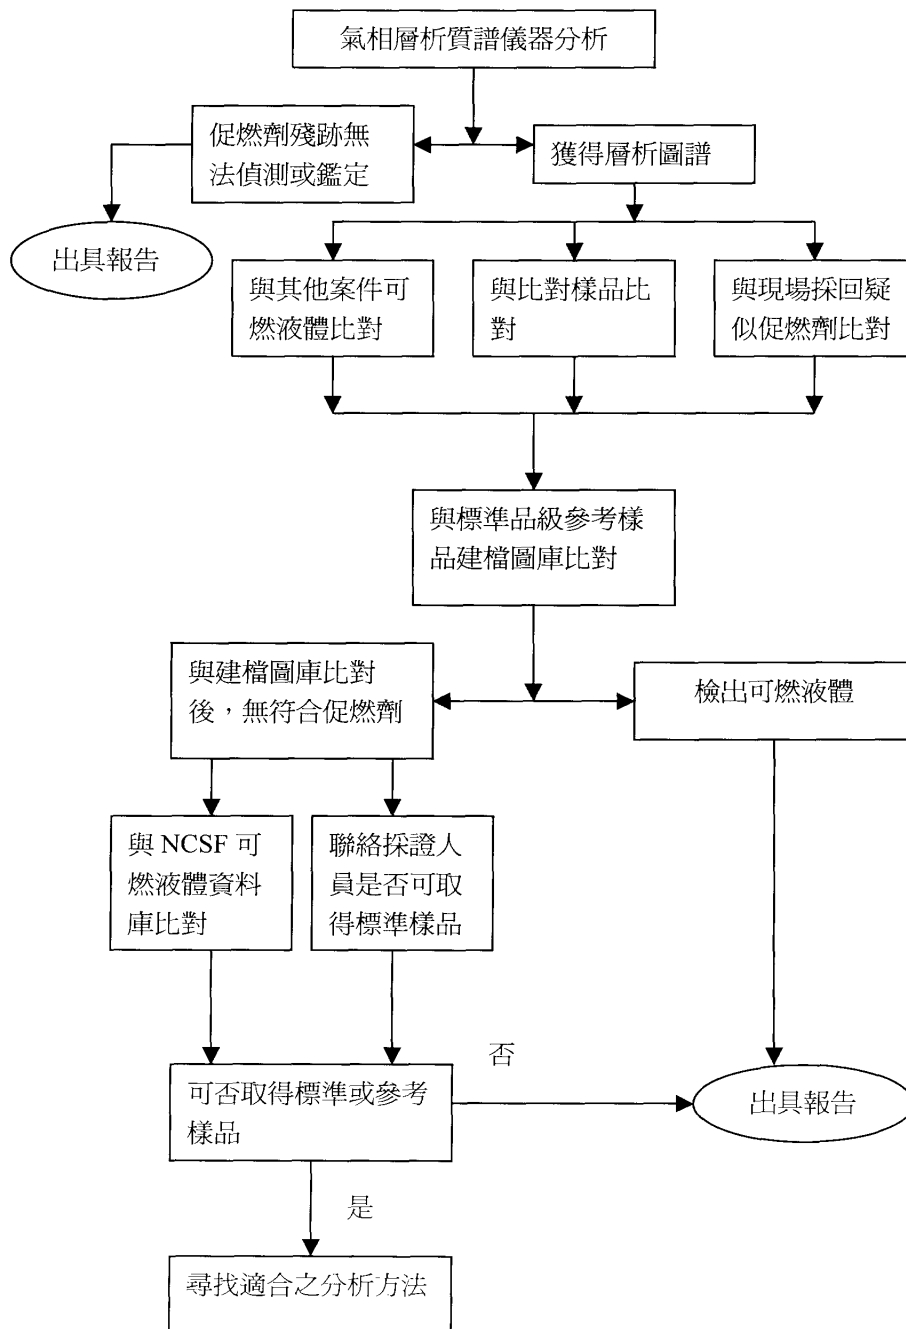 氣相層析質譜儀器分析
促燃劑殘跡無
法偵測或鑑定
獲得層析圖譜
出具報告
與其他案件可
燃液體比對
與比對樣品比
對
與現場採回疑
似促燃劑比對
與標準品級參考樣
品建檔圖庫比對
與建檔圖庫比對
後，無符合促燃劑
檢出可燃液體
與 NCSF 可
燃液體資料
庫比對
聯絡採證人
員是否可取
得標準樣品
否
可否取得標準或參考
樣品
出具報告
是
尋找適合之分析方法